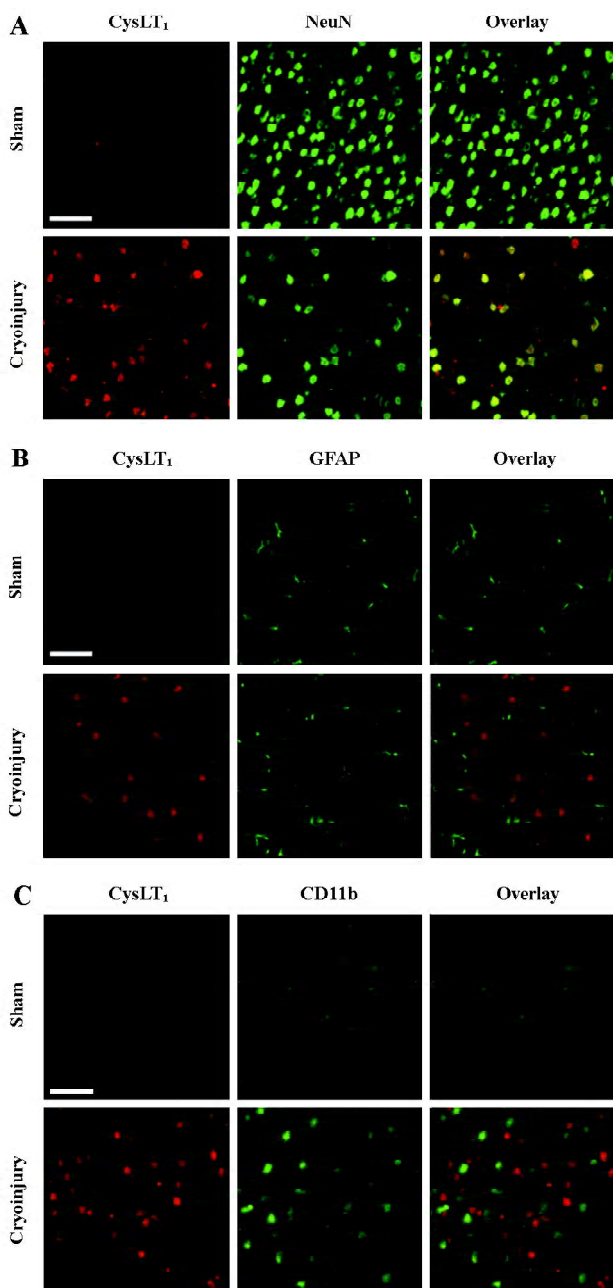 A CysLT₁ NeuN Overlay
Sham
Cryoinjury
B CysLT₁ GFAP Overlay
Sham
Cryoinjury
C CysLT₁ CD11b Overlay
Sham
Cryoinjury